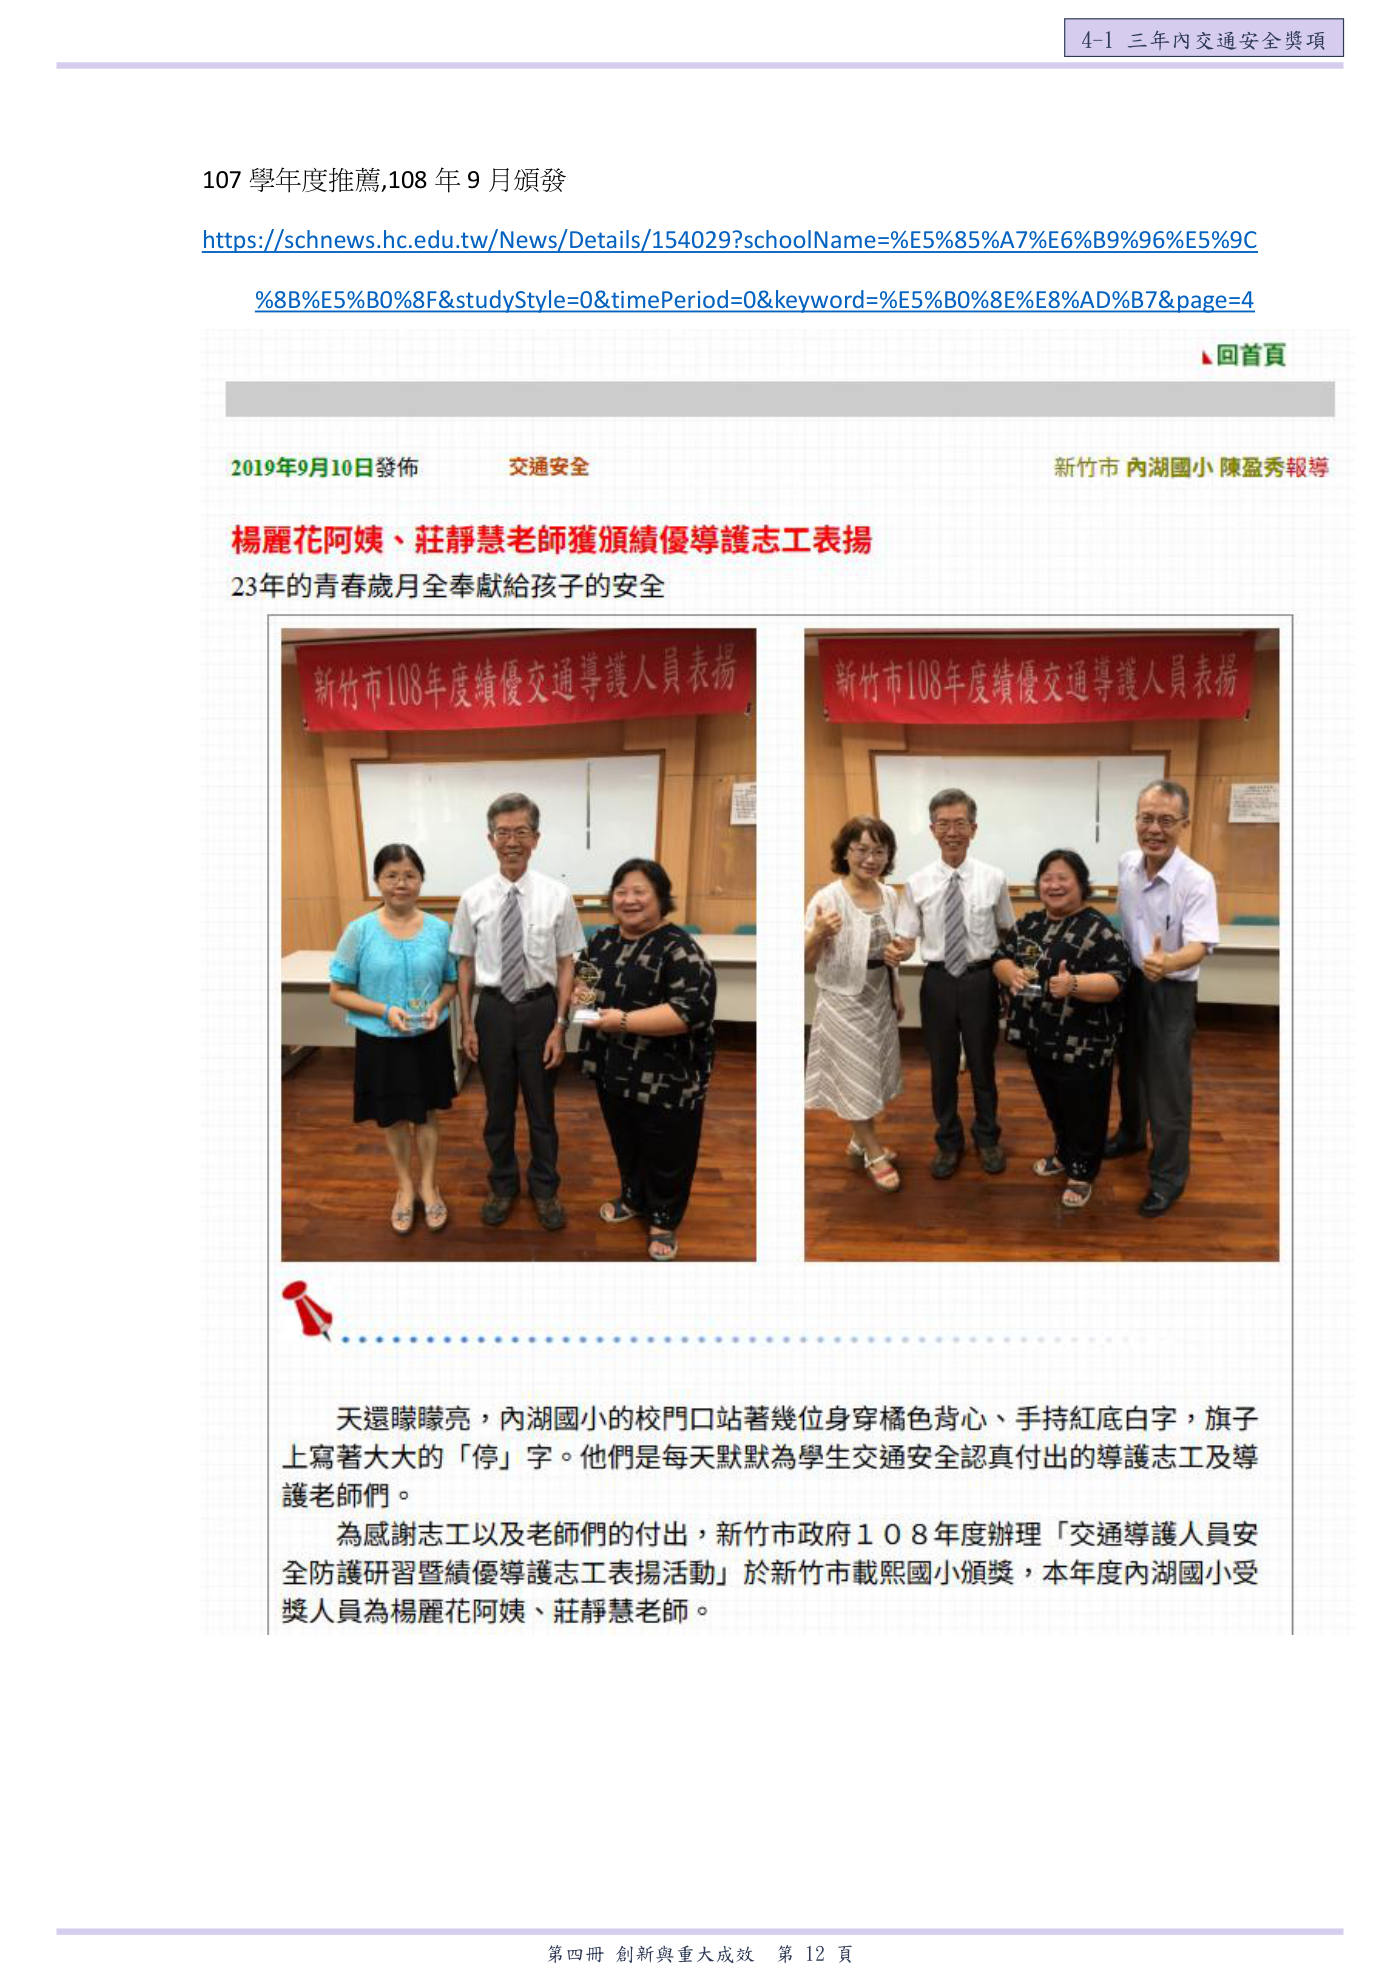 4-1 三年內交通安全獎項
107 學年度推薦,108 年 9 月頒發
https://schnews.hc.edu.tw/News/Details/154029?schoolName=%E5%85%A7%E6%B9%96%E5%9C
%8B%E5%B0%8F&studyStyle=0&timePeriod=0&keyword=%E5%B0%8E%E8%AD%B7&page=4
回首頁
2019年9月10日發佈 交通安全 新竹市 內湖國小 陳盈秀報導
楊麗花阿姨、莊靜慧老師獲頒績優導護志工表揚
23年的青春歲月全奉獻給孩子的安全
新竹市108年度績優交通導護人員表揚
新竹市108年度績優交通導護人員表揚
天還矇矇亮，內湖國小的校門口站著幾位身穿橘色背心、手持紅底白字，旗子
上寫著大大的「停」字。他們是每天默默為學生交通安全認真付出的導護志工及導
護老師們。
為感謝志工以及老師們的付出，新竹市政府１０８年度辦理「交通導護人員安
全防護研習暨績優導護志工表揚活動」於新竹市載熙國小頒獎，本年度內湖國小受
獎人員為楊麗花阿姨、莊靜慧老師。
第四冊 創新與重大成效 第 12 頁